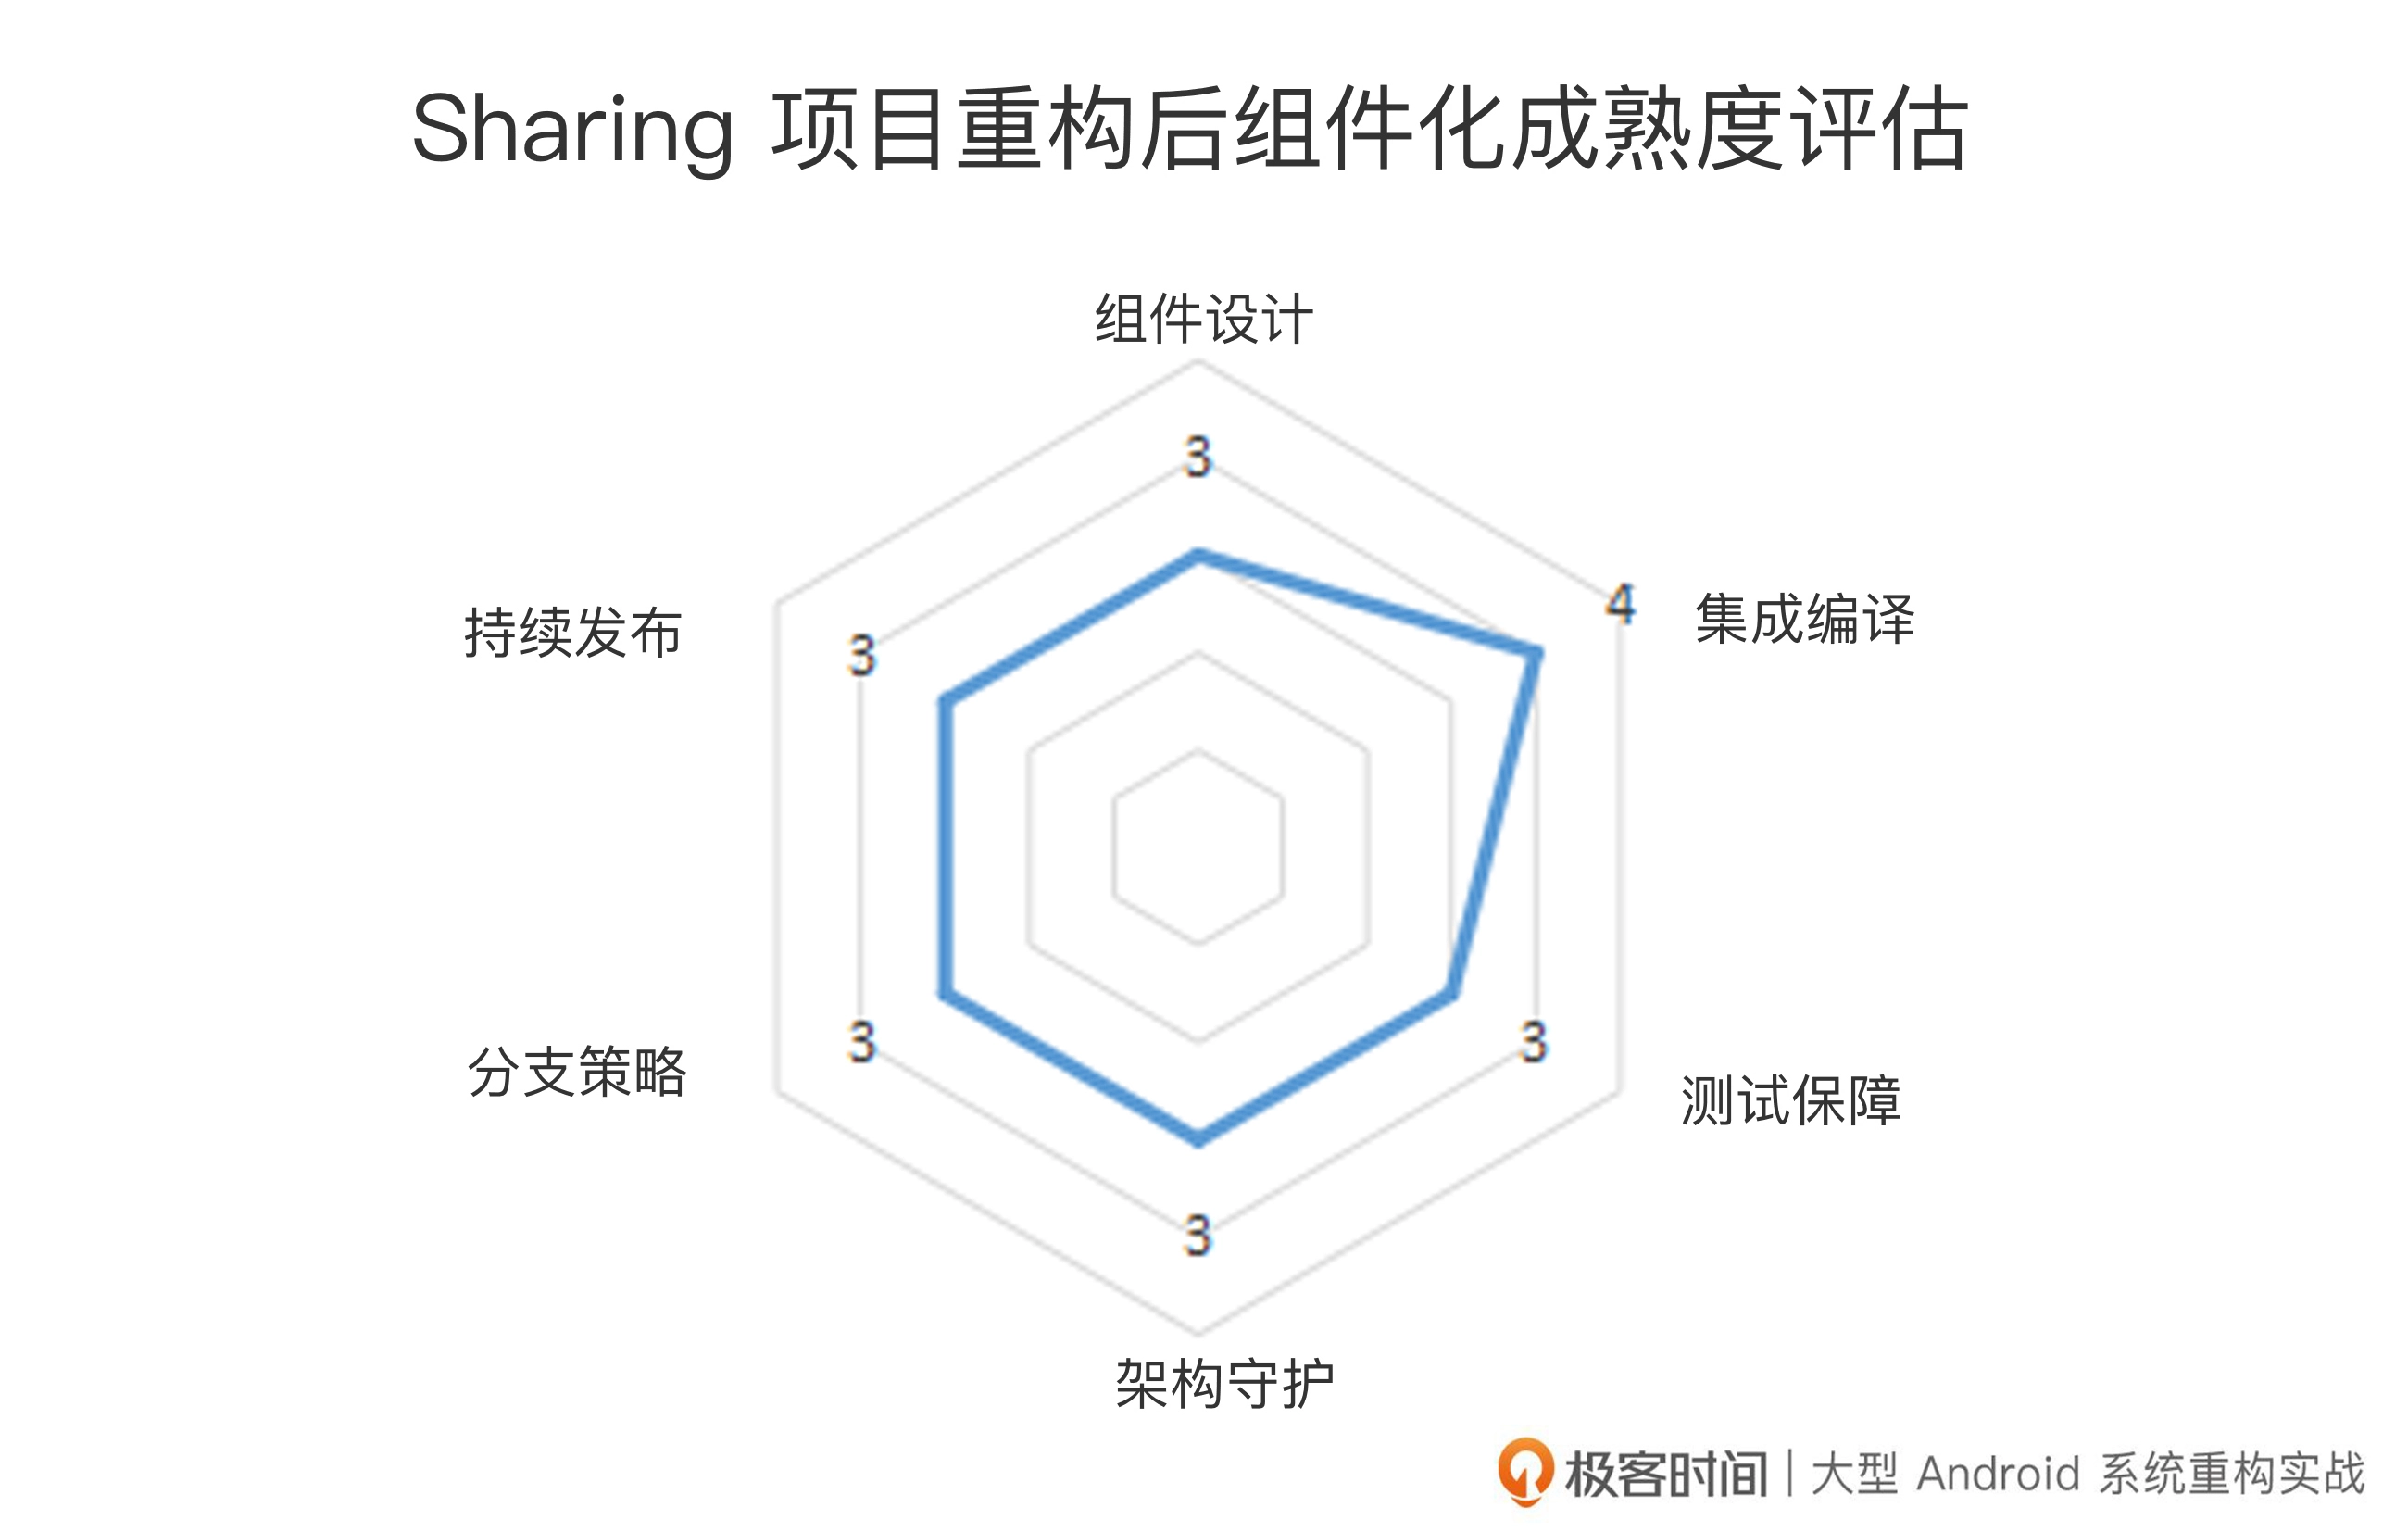 Sharing 项目重构后组件化成熟度评估
组件设计
3
4
集成编译
持续发布
3
3
3
分支策略
测试保障
3
架构守护
极客时间 | 大型 Android 系统重构实战